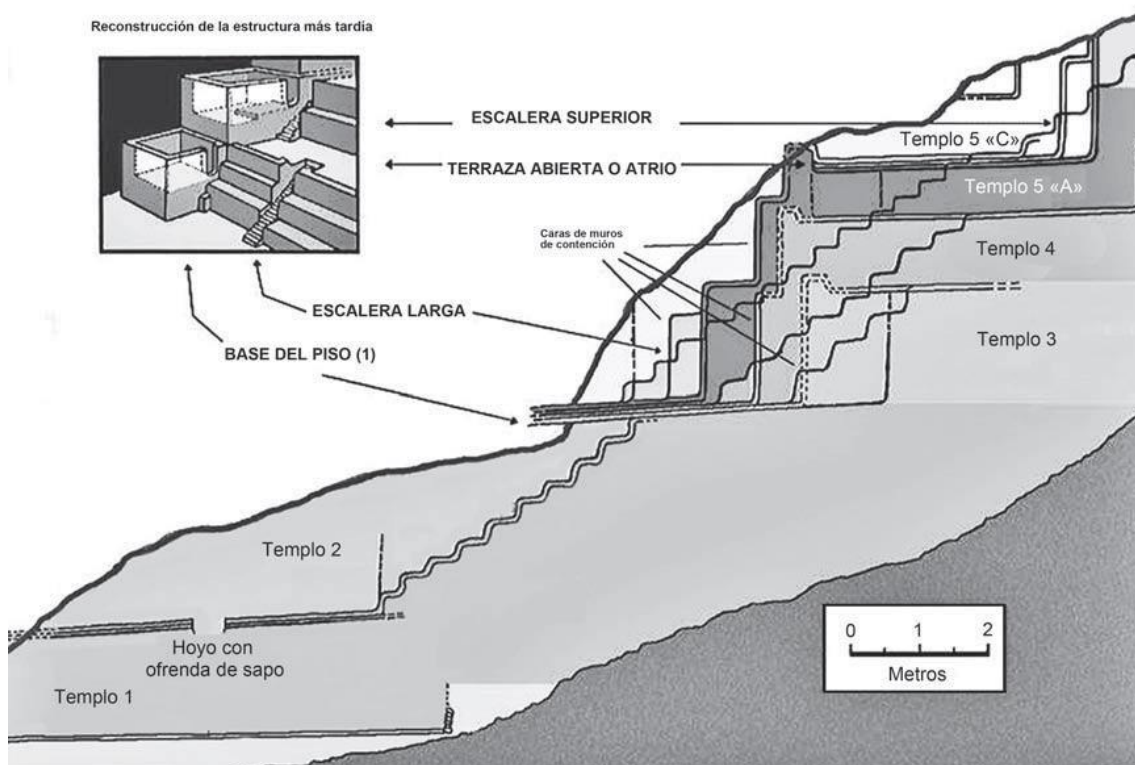 Reconstrucción de la estructura más tardia
ESCALERA SUPERIOR
Templo 5 «C»
TERRAZA ABIERTA O ATRIO
Templo 5 «A»
Caras de muros
de contención
Templo 4
ESCALERA LARGA
Templo 3
BASE DEL PISO (1)
Templo 2
Hoyo con
ofrenda de sapo
Templo 1
0 1 2
Metros